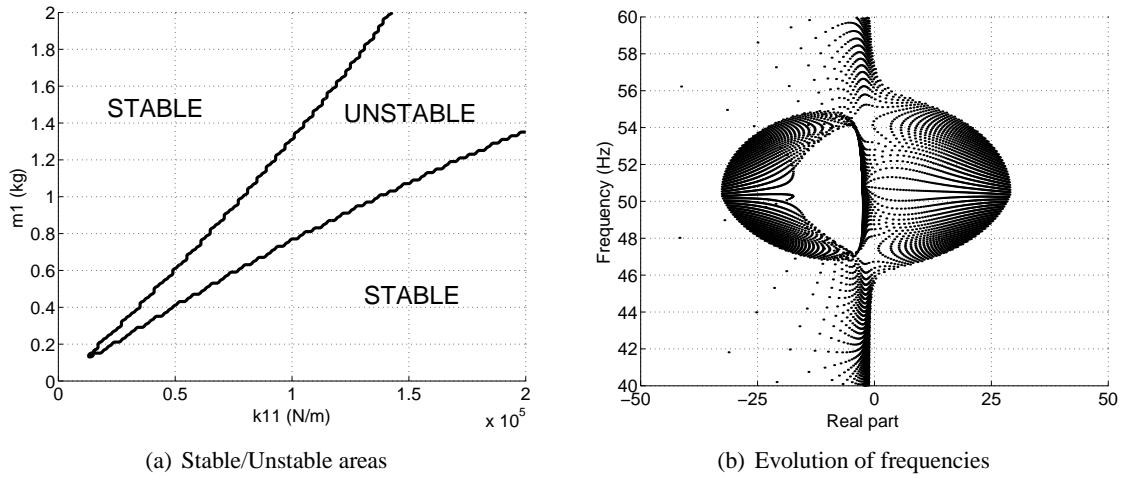 2
1.8
1.6
1.4
1.2
1
0.8
0.6
0.4
0.2
0
m1 (kg)
STABLE
UNSTABLE
STABLE
0 0.5 1 1.5 2
k11 (N/m)
x 10^5
(a) Stable/Unstable areas
60
58
56
54
52
50
48
46
44
42
40
Frequency (Hz)
−50 −25 0 25 50
Real part
(b) Evolution of frequencies